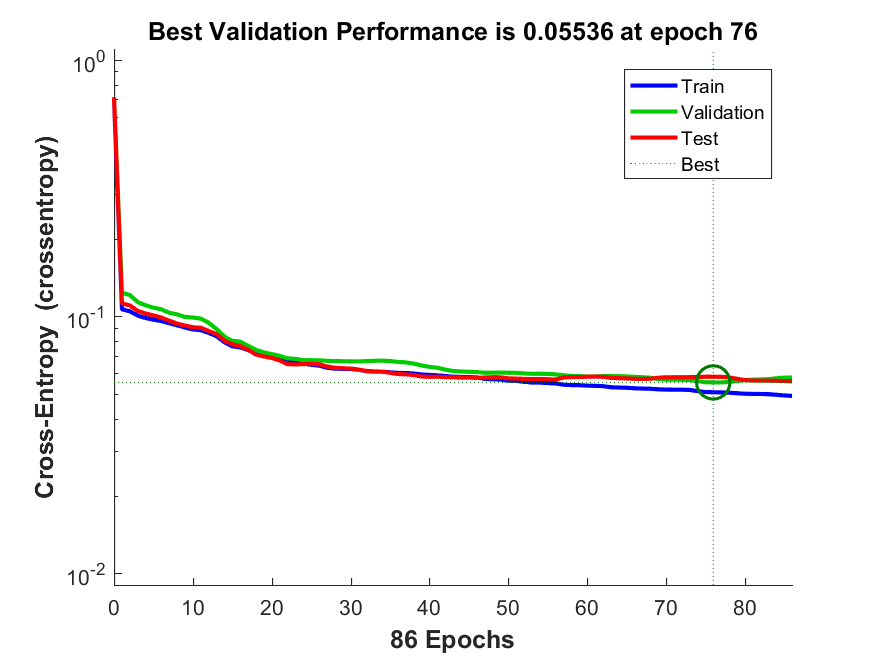 Best Validation Performance is 0.05536 at epoch 76
Cross-Entropy (crossentropy)
10^0
10^-1
10^-2
Train
Validation
Test
Best
0 10 20 30 40 50 60 70 80
86 Epochs